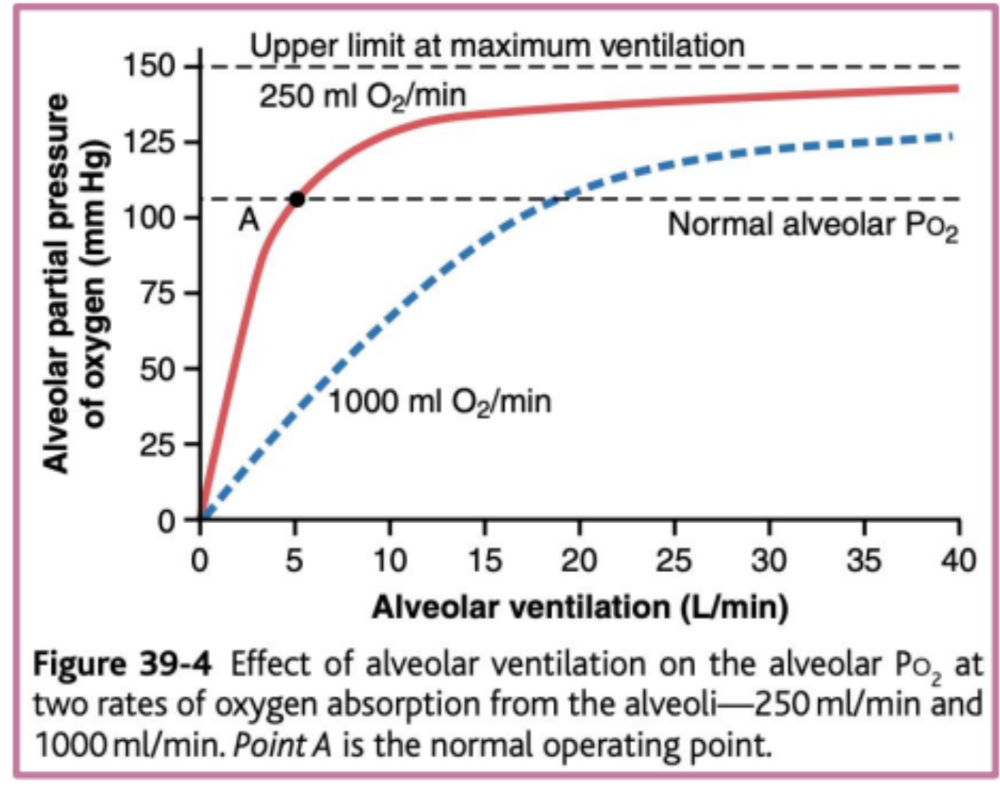 Upper limit at maximum ventilation
150
250 ml O₂/min
125
100
A
Normal alveolar PO₂
75
50
1000 ml O₂/min
25
0
Alveolar partial pressure
of oxygen (mm Hg)
0 5 10 15 20 25 30 35 40
Alveolar ventilation (L/min)
Figure 39-4 Effect of alveolar ventilation on the alveolar PO₂ at
two rates of oxygen absorption from the alveoli—250 ml/min and
1000 ml/min. Point A is the normal operating point.